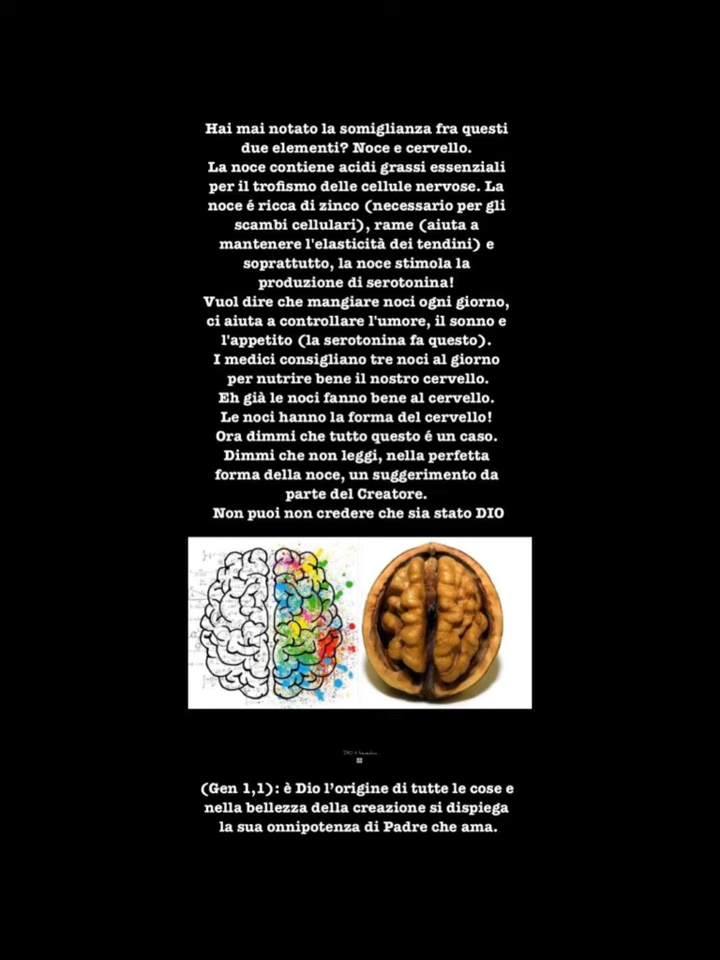 Hai mai notato la somiglianza fra questi
due elementi? Noce e cervello.
La noce contiene acidi grassi essenziali
per il trofismo delle cellule nervose. La
noce é ricca di zinco (necessario per gli
scambi cellulari), rame (aiuta a
mantenere l'elasticità dei tendini) e
soprattutto, la noce stimola la
produzione di serotonina!
Vuol dire che mangiare noci ogni giorno,
ci aiuta a controllare l'umore, il sonno e
l'appetito (la serotonina fa questo).
I medici consigliano tre noci al giorno
per nutrire bene il nostro cervello.
Eh già le noci fanno bene al cervello.
Le noci hanno la forma del cervello!
Ora dimmi che tutto questo é un caso.
Dimmi che non leggi, nella perfetta
forma della noce, un suggerimento da
parte del Creatore.
Non puoi non credere che sia stato DIO
(Gen 1,1): è Dio l’origine di tutte le cose e
nella bellezza della creazione si dispiega
la sua onnipotenza di Padre che ama.